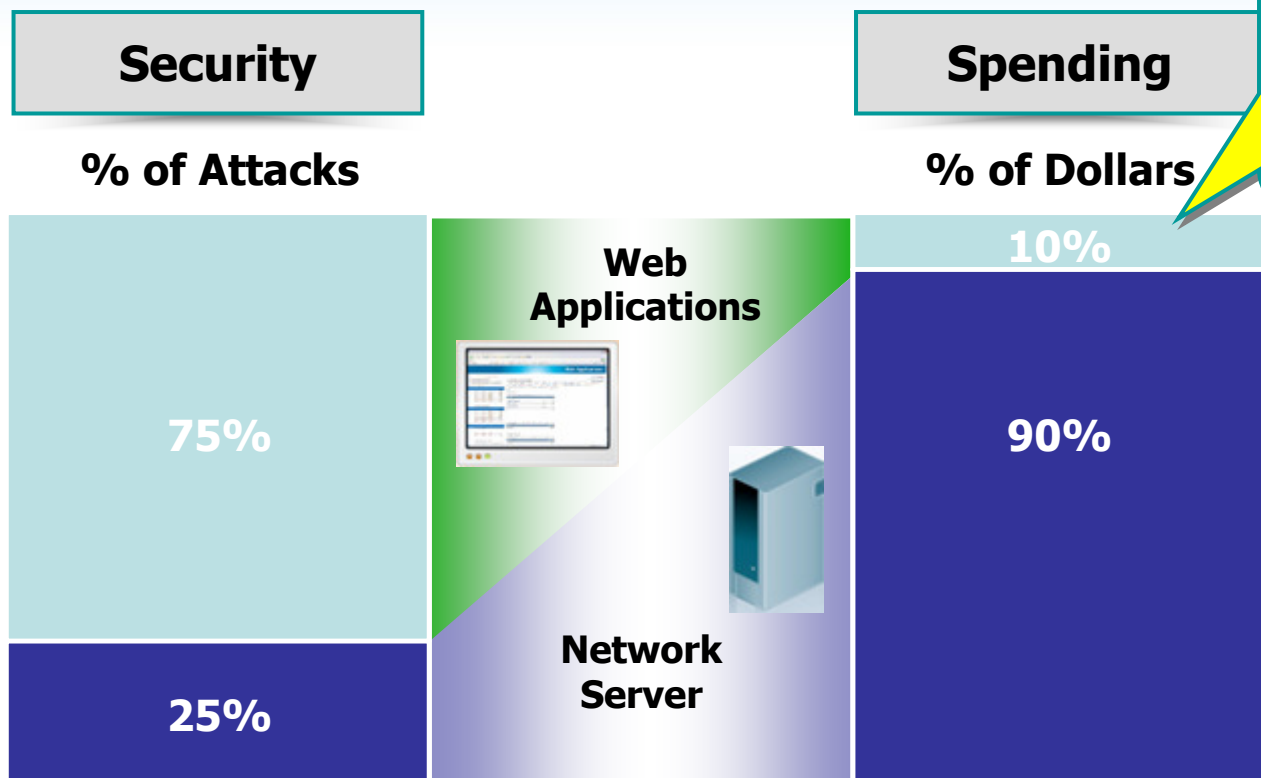 Security
Spending
% of Attacks
% of Dollars
10%
Web
Applications
75%
90%
Network
Server
25%